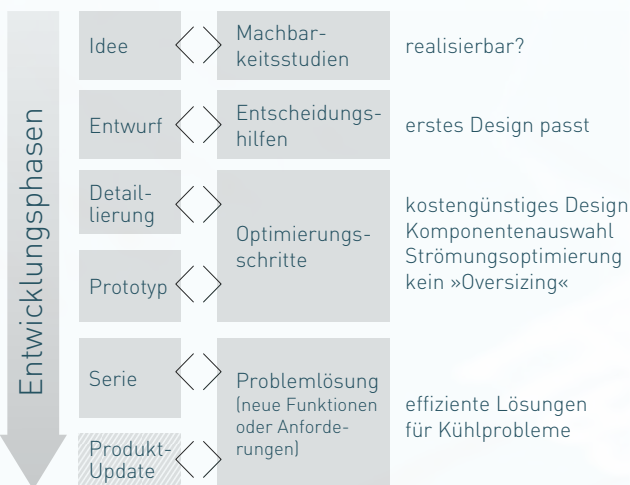 Entwicklungsphasen
Idee
Machbar-
keitsstudien
realisierbar?
Entwurf
Entscheidungs-
hilfen
erstes Design passt
Detail-
lierung
Prototyp
Optimierungs-
schritte
kostengünstiges Design
Komponentenauswahl
Strömungsoptimierung
kein »Oversizing«
Serie
Produkt-
Update
Problemlösung
(neue Funktionen
oder Anforde-
rungen)
effiziente Lösungen
für Kühlprobleme